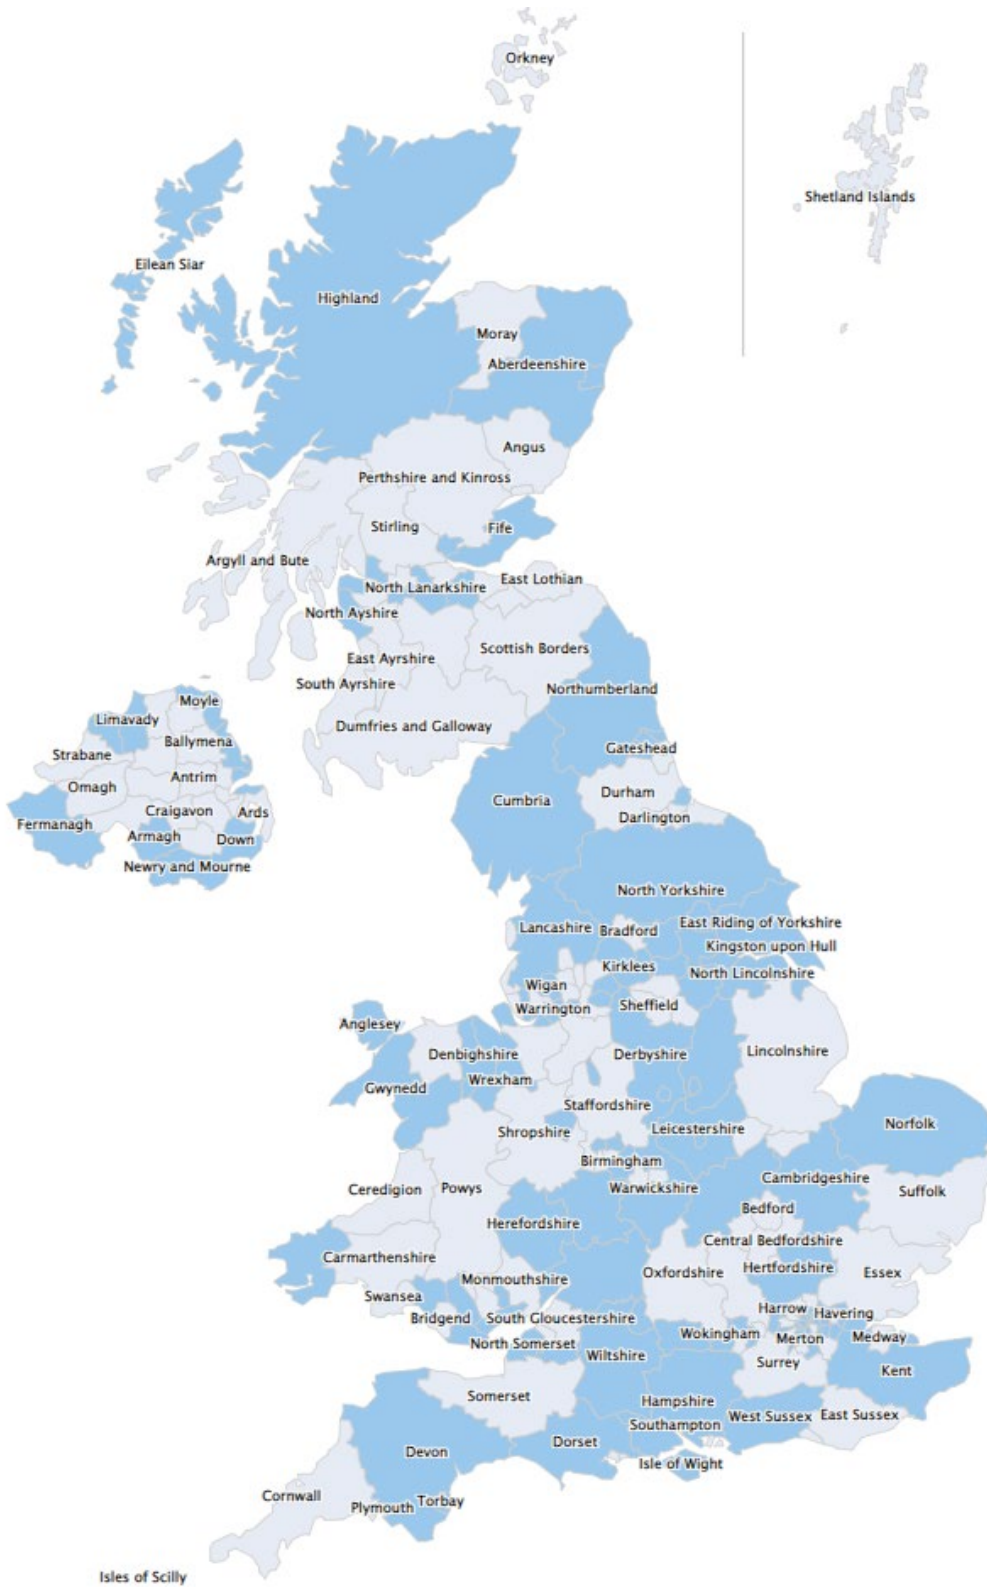 Orkney
Shetland Islands
Eilean Siar
Highland
Moray
Aberdeenshire
Angus
Perthshire and Kinross
Stirling
Fife
Argyll and Bute
East Lothian
North Lanarkshire
North Ayshire
Scottish Borders
East Ayrshire
South Ayrshire
Northumberland
Moyle
Limavady
Dumfries and Galloway
Ballymena
Gateshead
Strabane
Antrim
Omagh
Durham
Cumbria
Craigavon
Ards
Darlington
Fermanagh
Armagh
Down
Newry and Mourne
North Yorkshire
East Riding of Yorkshire
Lancashire
Bradford
Kingston upon Hull
Kirklees
North Lincolnshire
Wigan
Sheffield
Warrington
Anglesey
Lincolnshire
Denbighshire
Derbyshire
Wrexham
Gwynedd
Staffordshire
Norfolk
Leicestershire
Shropshire
Birmingham
Cambridgeshire
Warwickshire
Ceredigion
Powys
Suffolk
Bedford
Herefordshire
Central Bedfordshire
Carmarthenshire
Hertfordshire
Oxfordshire
Essex
Monmouthshire
Swansea
Harrow
Havering
Bridgend
South Gloucestershire
Wokingham
Merton
Medway
North Somerset
Wiltshire
Surrey
Kent
Somerset
Hampshire
West Sussex
East Sussex
Southampton
Dorset
Devon
Isle of Wight
Cornwall
Torbay
Plymouth
Isles of Scilly